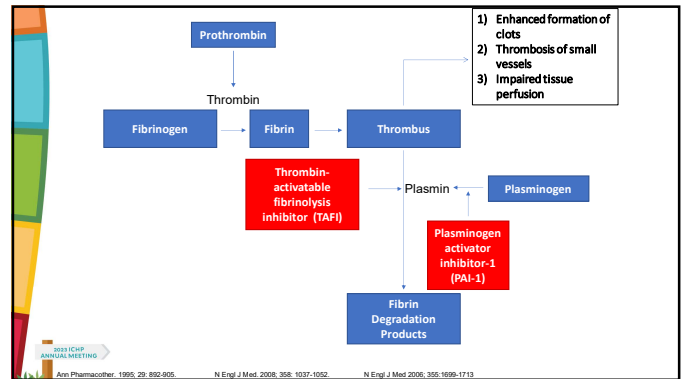 1) Enhanced formation of
clots
2) Thrombosis of small
vessels
3) Impaired tissue
perfusion
Prothrombin
Thrombin
Fibrinogen
Fibrin
Thrombus
Thrombin-
activatable
fibrinolysis
inhibitor (TAFI)
Plasmin
Plasminogen
Plasminogen
activator
inhibitor-1
(PAI-1)
Fibrin
Degradation
Products
2023 ICHP
ANNUAL MEETING
Ann Pharmacother. 1995; 29: 892-905. N Engl J Med. 2008; 358: 1037-1052. N Engl J Med 2006; 355:1699-1713